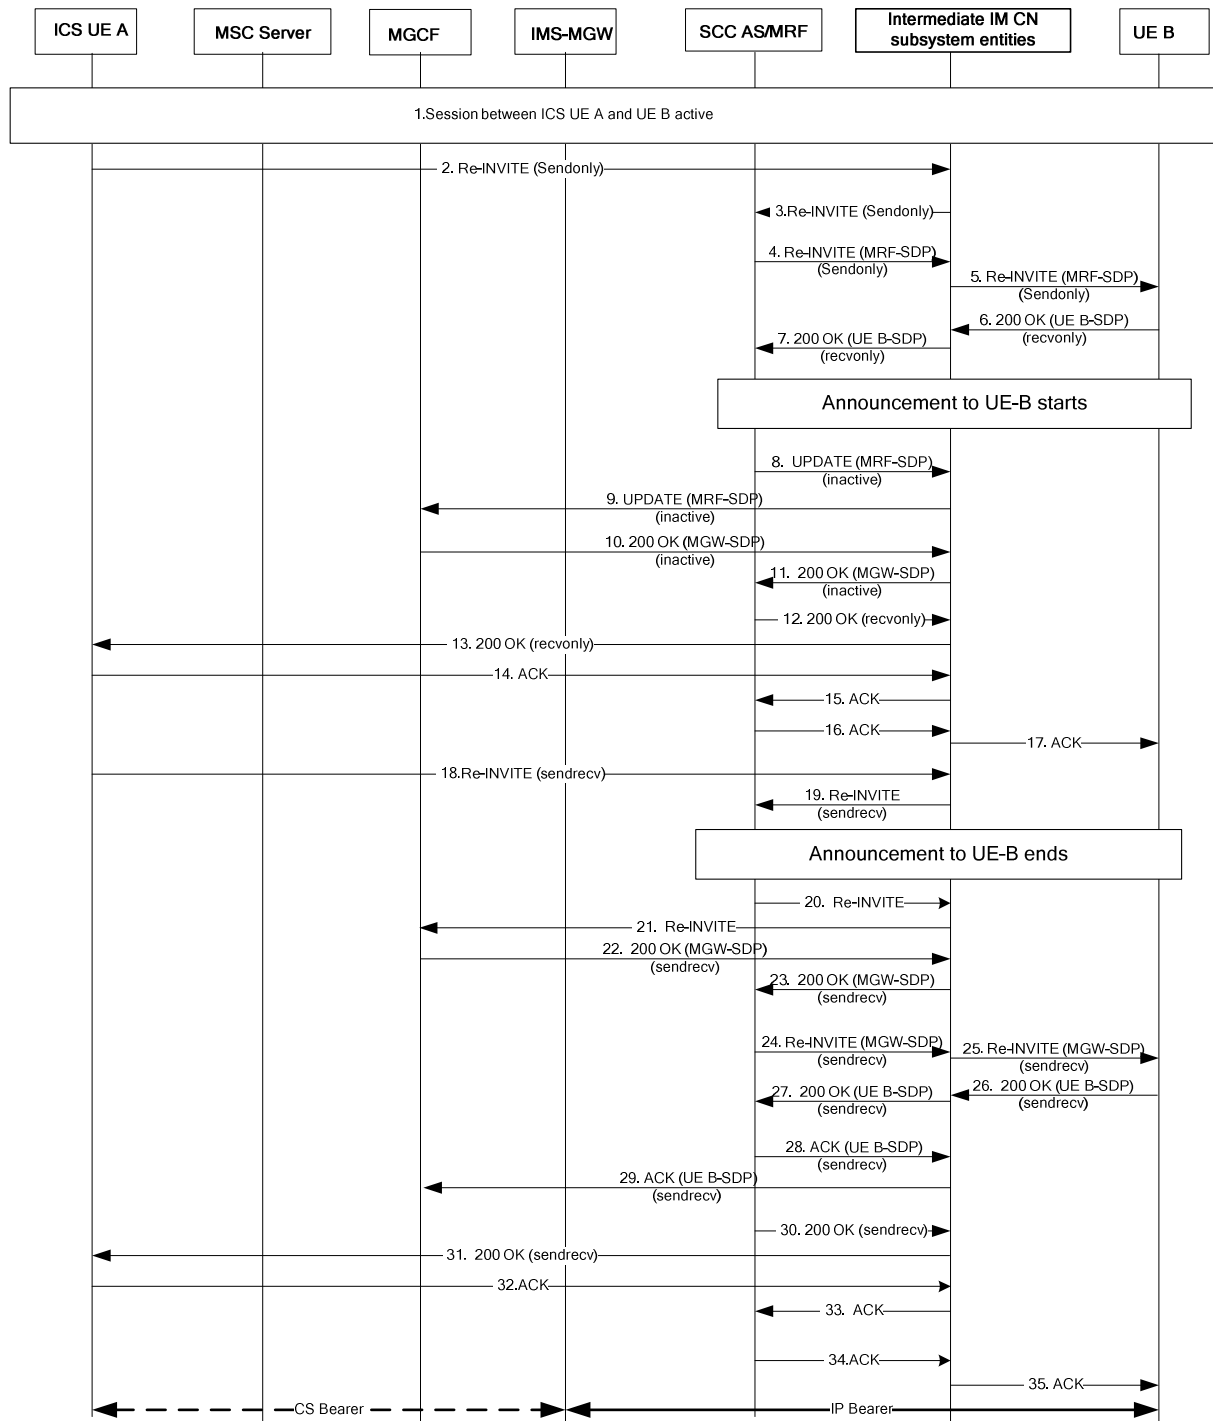 ICS UE A
MSC Server
MGCF
IMS-MGW
SCC AS/MRF
Intermediate IM CN
subsystem entities
UE B
1.Session between ICS UE A and UE B active
2. Re-INVITE (Sendonly)
3.Re-INVITE (Sendonly)
4. Re-INVITE (MRF-SDP)
(Sendonly)
5. Re-INVITE (MRF-SDP)
(Sendonly)
6. 200 OK (UE B-SDP)
(recvonly)
7. 200 OK (UE B-SDP)
(recvonly)
Announcement to UE-B starts
8. UPDATE (MRF-SDP)
(inactive)
9. UPDATE (MRF-SDP)
(inactive)
10. 200 OK (MGW-SDP)
(inactive)
11. 200 OK (MGW-SDP)
(inactive)
12. 200 OK (recvonly)
13. 200 OK (recvonly)
14. ACK
15. ACK
16. ACK
17. ACK
18.Re-INVITE (sendrecv)
19. Re-INVITE
(sendrecv)
Announcement to UE-B ends
20. Re-INVITE
21. Re-INVITE
22. 200 OK (MGW-SDP)
(sendrecv)
23. 200 OK (MGW-SDP)
(sendrecv)
24. Re-INVITE (MGW-SDP)
(sendrecv)
25. Re-INVITE (MGW-SDP)
(sendrecv)
26. 200 OK (UE B-SDP)
(sendrecv)
27. 200 OK (UE B-SDP)
(sendrecv)
28. ACK (UE B-SDP)
(sendrecv)
29. ACK (UE B-SDP)
(sendrecv)
30. 200 OK (sendrecv)
31. 200 OK (sendrecv)
32.ACK
33. ACK
34.ACK
35. ACK
CS Bearer
IP Bearer